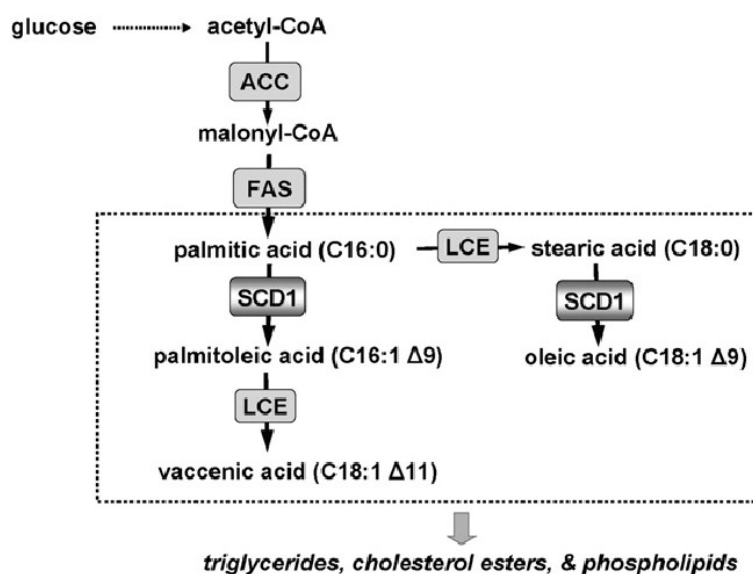 glucose acetyl-CoA
ACC
malonyl-CoA
FAS
palmitic acid (C16:0) LCE stearic acid (C18:0)
SCD1 SCD1
palmitoleic acid (C16:1 Δ9) oleic acid (C18:1 Δ9)
LCE
vaccenic acid (C18:1 Δ11)
triglycerides, cholesterol esters, & phospholipids